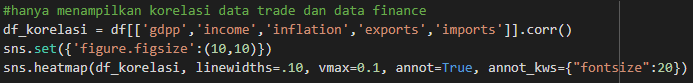 #hanya menampilkan korelasi data trade dan data finance
df_korelasi = df[['gdpp','income','inflation','exports','imports']].corr()
sns.set({'figure.figsize':(10,10)})
sns.heatmap(df_korelasi, linewidths=.10, vmax=0.1, annot=True, annot_kws={"fontsize":20})